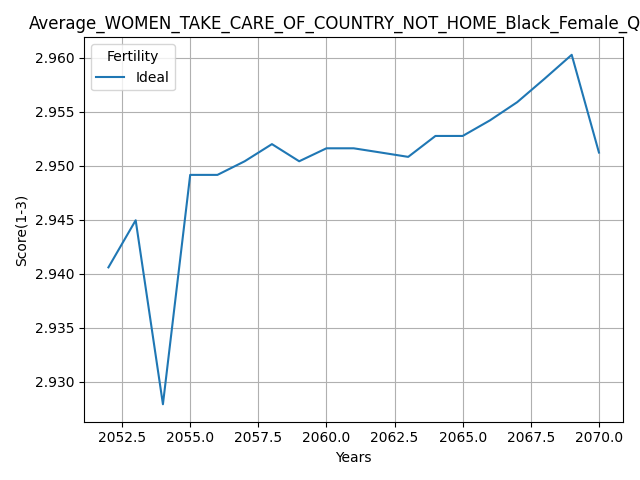 Average_WOMEN_TAKE_CARE_OF_COUNTRY_NOT_HOME_Black_Female_Q
Fertility
Ideal
2.960
2.955
2.950
2.945
2.940
2.935
2.930
Score(1-3)
2052.5 2055.0 2057.5 2060.0 2062.5 2065.0 2067.5 2070.0
Years